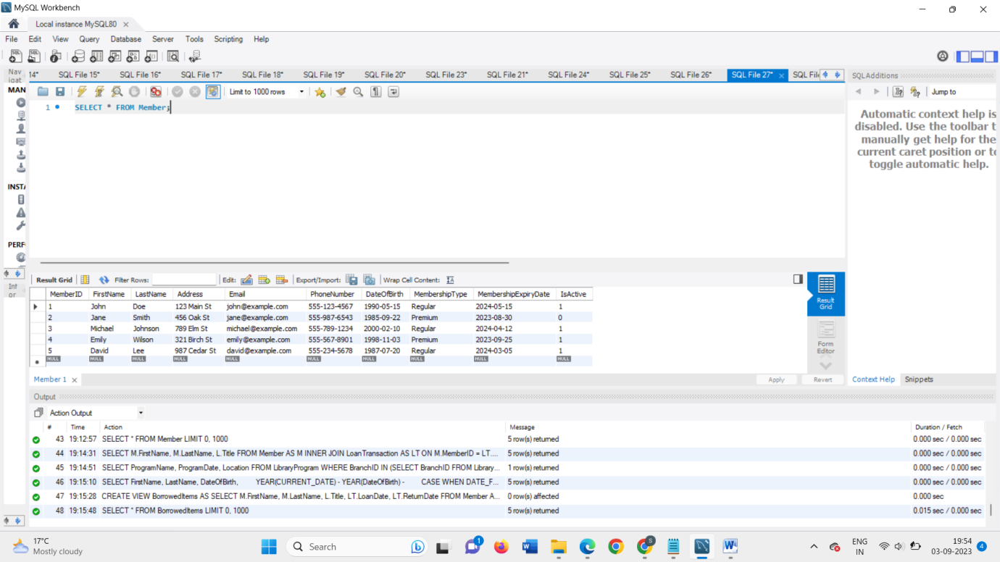 MySQL Workbench
Local instance MySQL80
File Edit View Query Database Server Tools Scripting Help
Nav
igat
14* SQL File 15* SQL File 16* SQL File 17* SQL File 18* SQL File 19* SQL File 20* SQL File 23* SQL File 21* SQL File 24* SQL File 25* SQL File 26* SQL File 27* SQL Fil
SQLAdditions
MAN
INSTA
PERF
Int
or
Limit to 1000 rows
Jump to
1 SELECT * FROM Member;
Automatic context help is
disabled. Use the toolbar t
manually get help for the
current caret position or to
toggle automatic help.
Result Grid Filter Rows: Edit: Export/Import: Wrap Cell Content:
MemberID FirstName LastName Address Email PhoneNumber DateOfBirth MembershipType MembershipExpiryDate IsActive
1 John Doe 123 Main St john@example.com 555-123-4567 1990-05-15 Regular 2024-05-15 1
2 Jane Smith 456 Oak St jane@example.com 555-987-6543 1985-09-22 Premium 2023-08-30 0
3 Michael Johnson 789 Elm St michael@example.com 555-789-1234 2000-02-10 Regular 2024-04-12 1
4 Emily Wilson 321 Birch St emily@example.com 555-567-8901 1998-11-03 Premium 2023-09-25 1
5 David Lee 987 Cedar St david@example.com 555-234-5678 1987-07-20 Regular 2024-03-05 1
NULL NULL NULL NULL NULL NULL NULL NULL NULL NULL
Result
Grid
Form
Editor
Member 1
Apply Revert
Context Help Snippets
Output
Action Output
# Time Action Message Duration / Fetch
43 19:12:57 SELECT * FROM Member LIMIT 0, 1000 5 row(s) returned 0.000 sec / 0.000 sec
44 19:14:31 SELECT M.FirstName, M.LastName, L.Title FROM Member AS M INNER JOIN LoanTransaction AS LT ON M.MemberID = LT.... 5 row(s) returned 0.000 sec / 0.000 sec
45 19:14:51 SELECT ProgramName, ProgramDate, Location FROM LibraryProgram WHERE BranchID IN (SELECT BranchID FROM Library... 1 row(s) returned 0.000 sec / 0.000 sec
46 19:15:10 SELECT FirstName, LastName, DateOfBirth, YEAR(CURRENT_DATE) - YEAR(DateOfBirth) - CASE WHEN DATE_F... 5 row(s) returned 0.000 sec / 0.000 sec
47 19:15:28 CREATE VIEW BorrowedItems AS SELECT M.FirstName, M.LastName, L.Title, LT.LoanDate, LT.ReturnDate FROM Member A... 0 row(s) affected 0.000 sec
48 19:15:48 SELECT * FROM BorrowedItems LIMIT 0, 1000 5 row(s) returned 0.015 sec / 0.000 sec
17°C
Mostly cloudy
Search
1
S
ENG
IN
19:54
03-09-2023
4